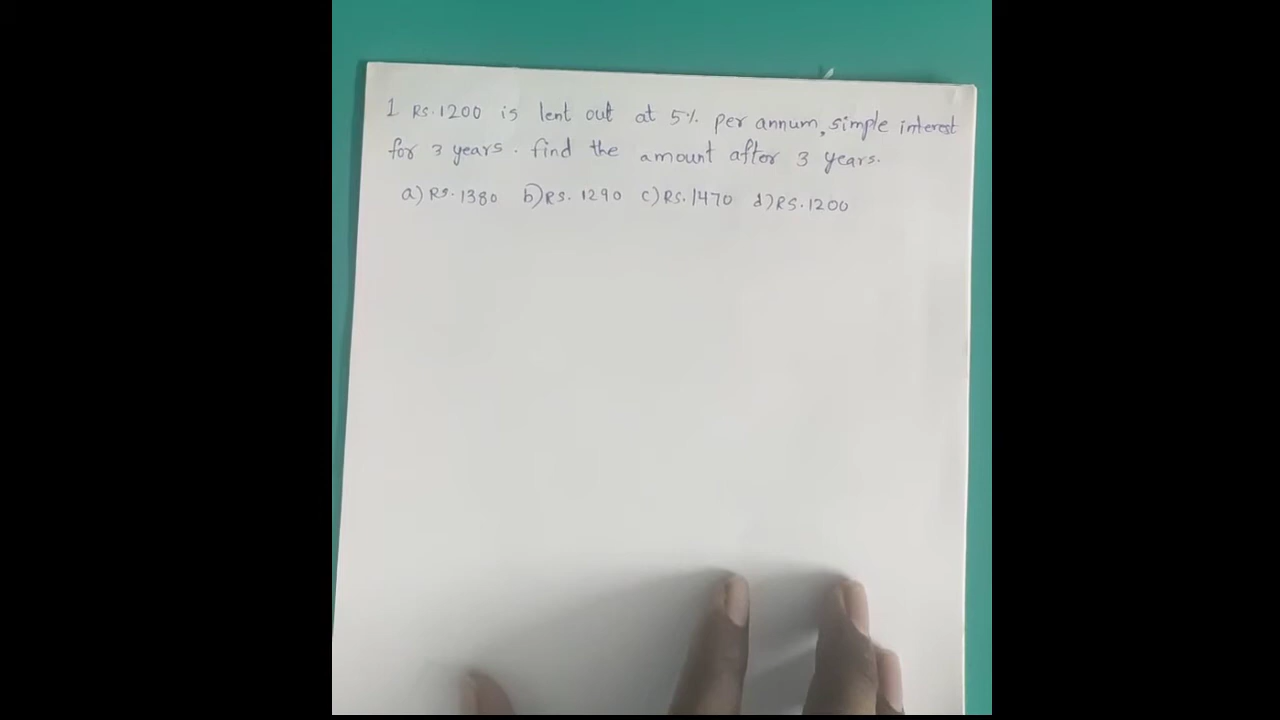 1 Rs.1200 is lent out at 5% per annum, simple interest
for 3 years. find the amount after 3 years.
a) Rs.1380 b) Rs. 1290 c) Rs.1470 d) Rs.1200